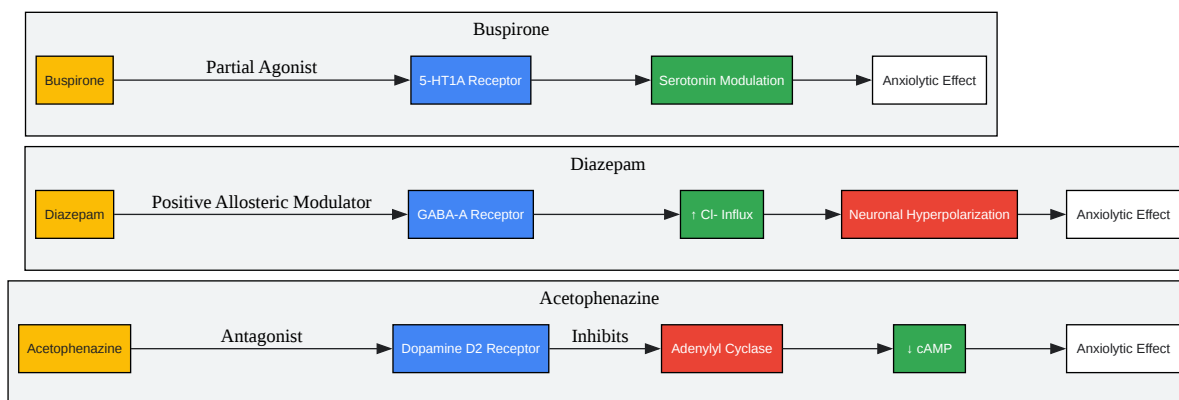 Buspirone
Buspirone
Partial Agonist
5-HT1A Receptor
Serotonin Modulation
Anxiolytic Effect
Diazepam
Diazepam
Positive Allosteric Modulator
GABA-A Receptor
↑ Cl- Influx
Neuronal Hyperpolarization
Anxiolytic Effect
Acetophenazine
Acetophenazine
Antagonist
Dopamine D2 Receptor
Inhibits
Adenylyl Cyclase
↓ cAMP
Anxiolytic Effect